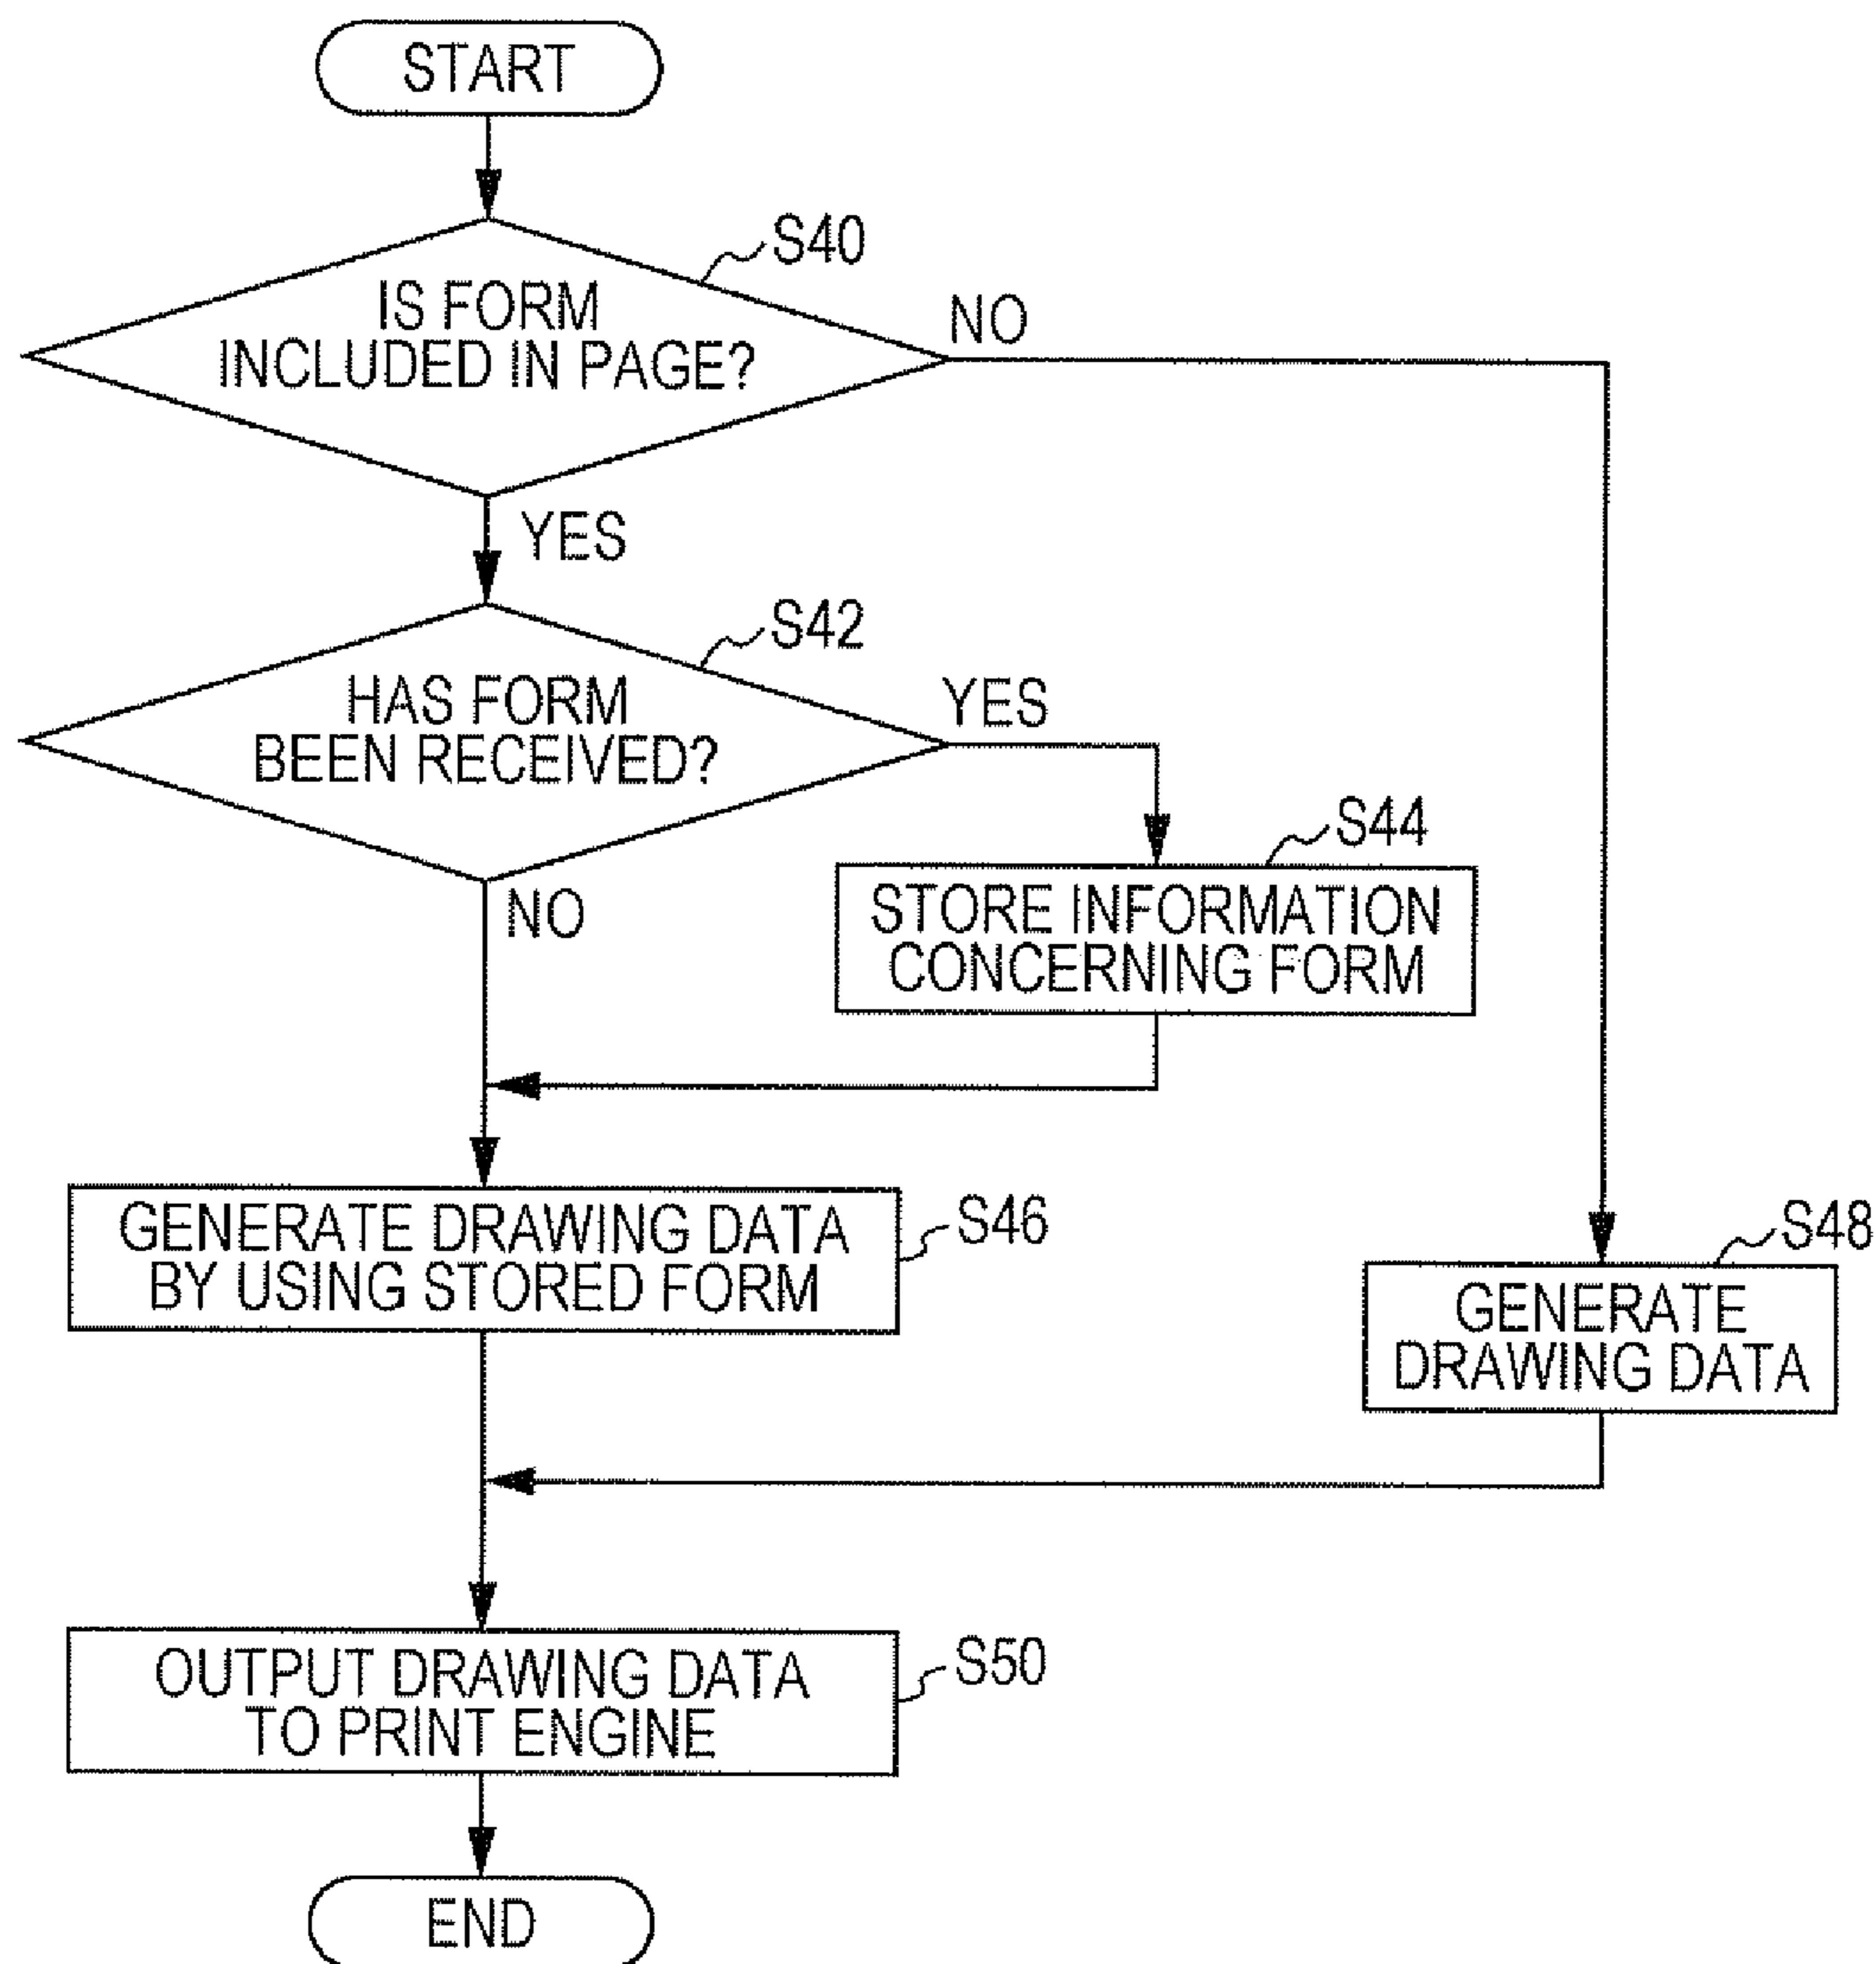 START
S40
IS FORM
INCLUDED IN PAGE?
NO
YES
S42
HAS FORM
BEEN RECEIVED?
YES
NO
S44
STORE INFORMATION
CONCERNING FORM
GENERATE DRAWING DATA
BY USING STORED FORM
S46
S48
GENERATE
DRAWING DATA
OUTPUT DRAWING DATA
TO PRINT ENGINE
S50
END